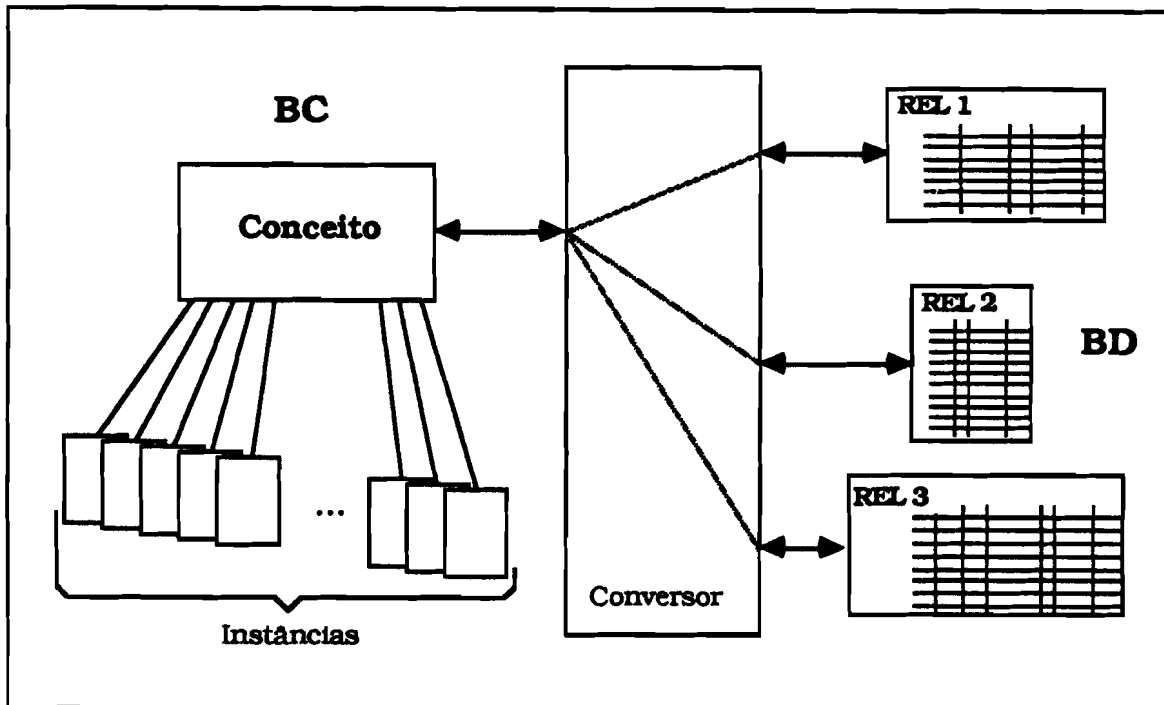 BC
Conceito
...
Instâncias
Conversor
REL 1
REL 2
BD
REL 3